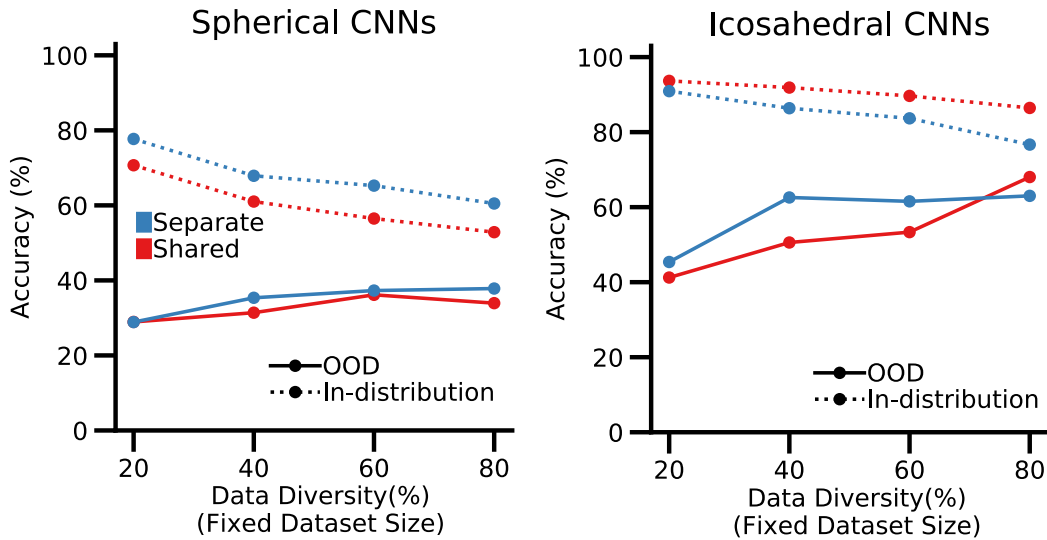 Spherical CNNs
100
80
60
40
20
0
Accuracy (%)
Separate
Shared
OOD
In-distribution
20 40 60 80
Data Diversity(%)
(Fixed Dataset Size)
Icosahedral CNNs
100
80
60
40
20
0
Accuracy (%)
OOD
In-distribution
20 40 60 80
Data Diversity(%)
(Fixed Dataset Size)